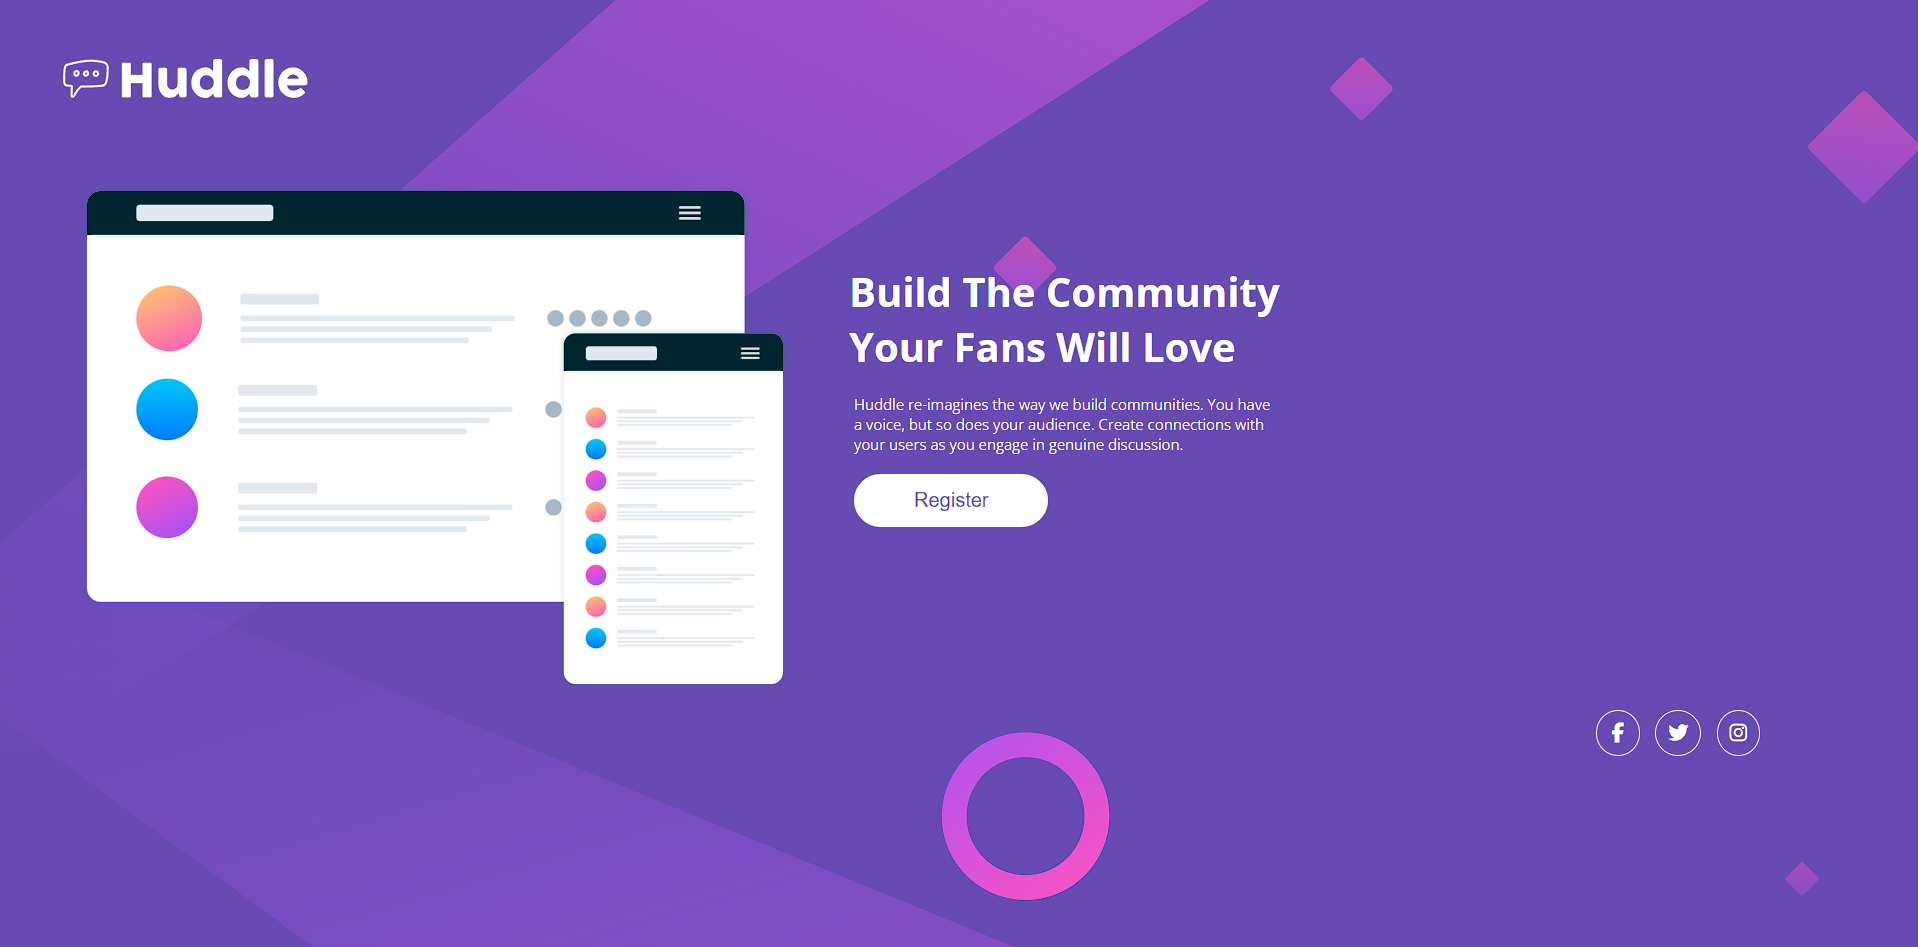 Huddle
Build The Community
Your Fans Will Love
Huddle re-imagines the way we build communities. You have
a voice, but so does your audience. Create connections with
your users as you engage in genuine discussion.
Register